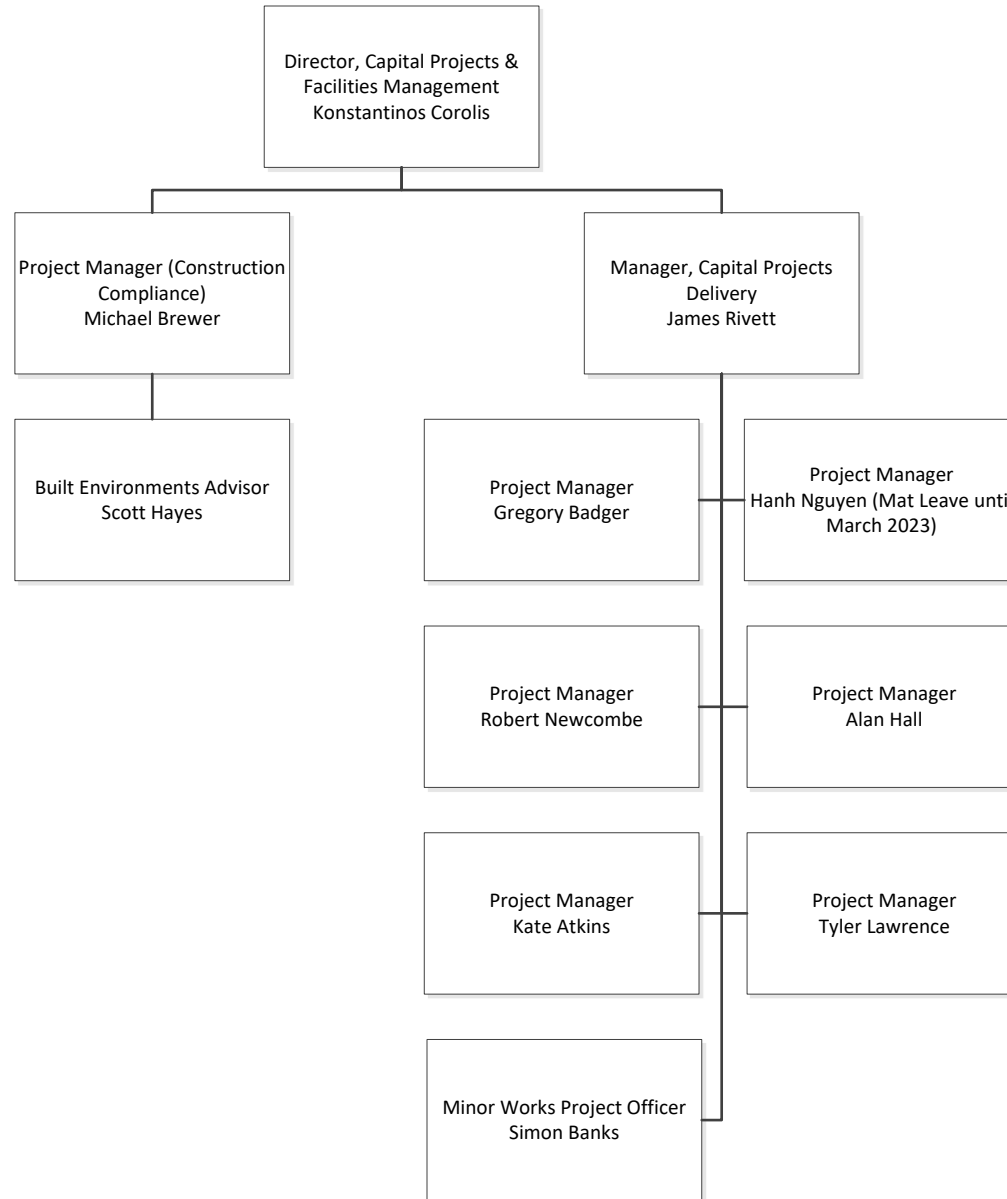 Director, Capital Projects &
Facilities Management
Konstantinos Corolis
Project Manager (Construction
Compliance)
Michael Brewer
Manager, Capital Projects
Delivery
James Rivett
Built Environments Advisor
Scott Hayes
Project Manager
Gregory Badger
Project Manager
Hanh Nguyen (Mat Leave unti
March 2023)
Project Manager
Robert Newcombe
Project Manager
Alan Hall
Project Manager
Kate Atkins
Project Manager
Tyler Lawrence
Minor Works Project Officer
Simon Banks